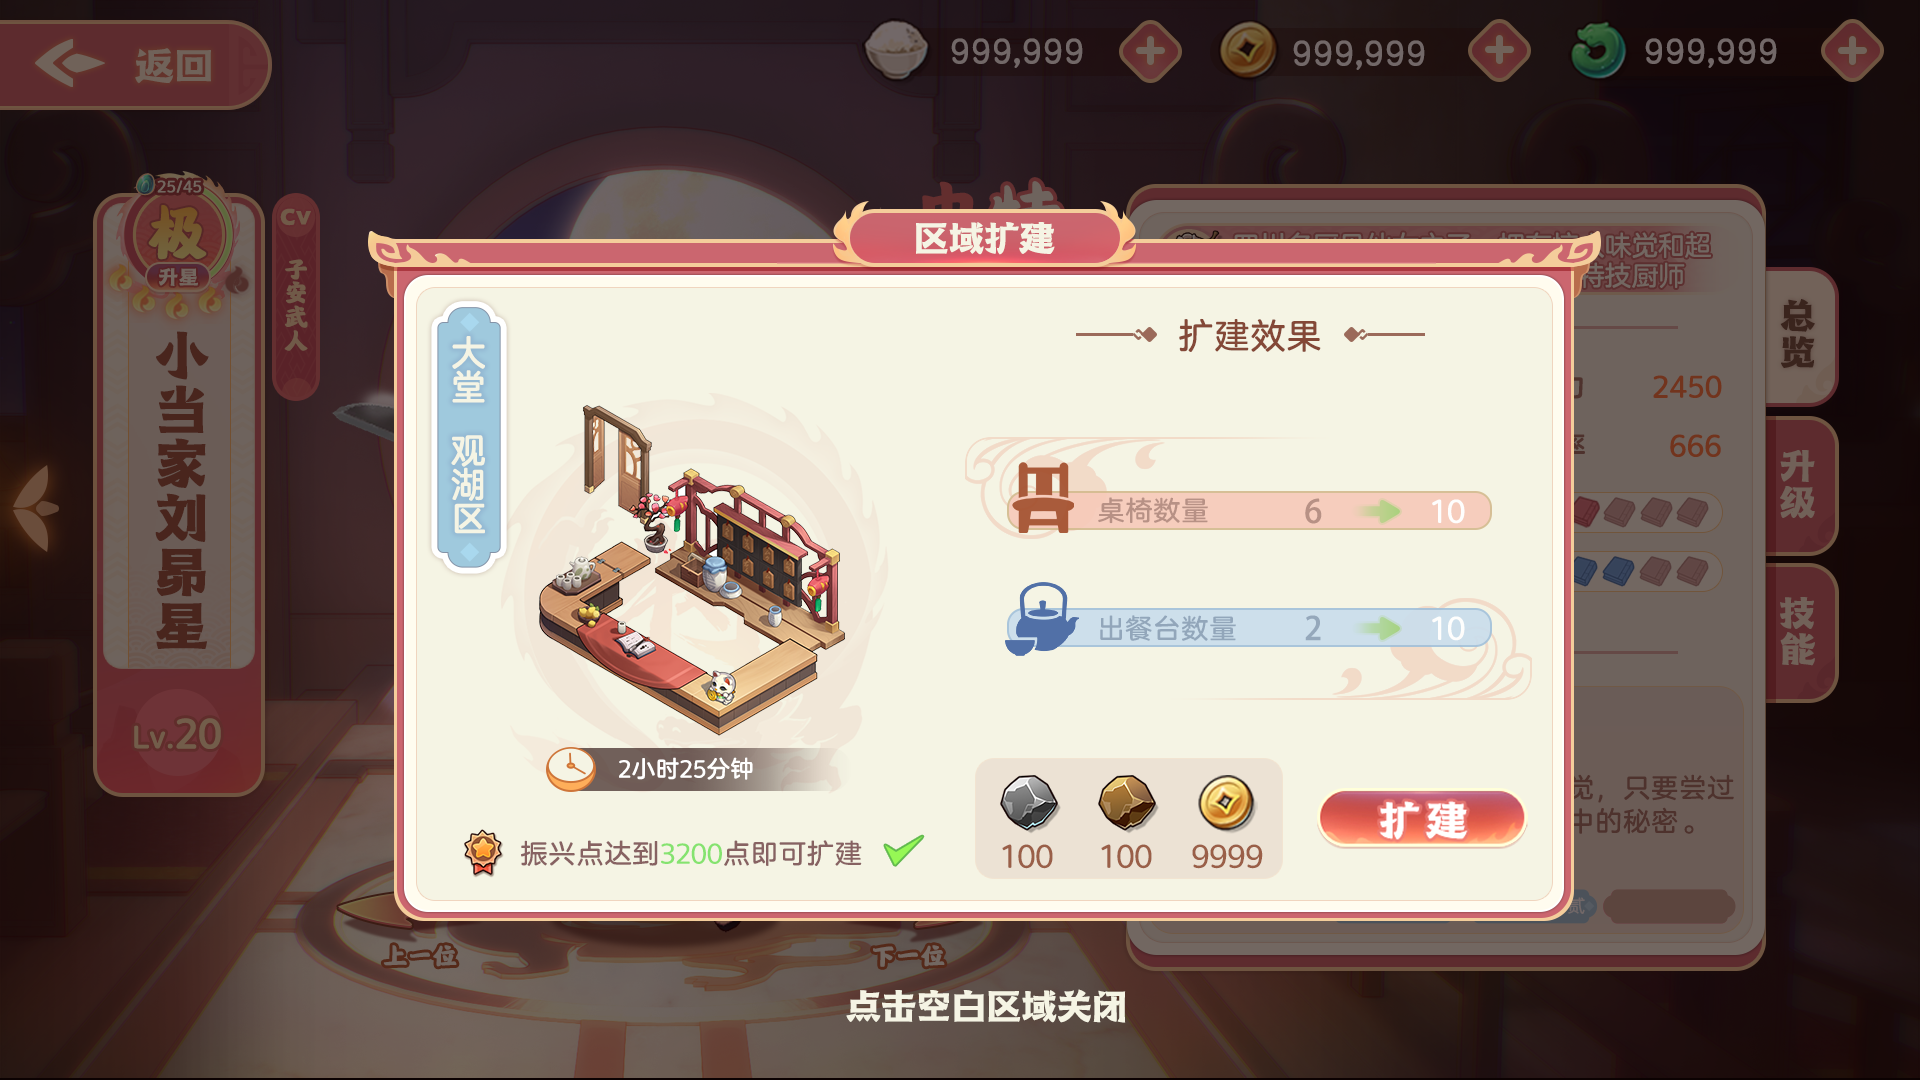 返回
999,999
999,999
999,999
25/45
极
升星
小当家刘昴星
Lv.20
CV
子安武人
区域扩建
大堂 观湖区
扩建效果
桌椅数量 6 10
出餐台数量 2 10
2小时25分钟
振兴点达到3200点即可扩建
100
100
9999
扩建
味觉和超
特技厨师
2450
666
觉，只要尝过
中的秘密。
总览
升级
技能
上一位
下一位
点击空白区域关闭